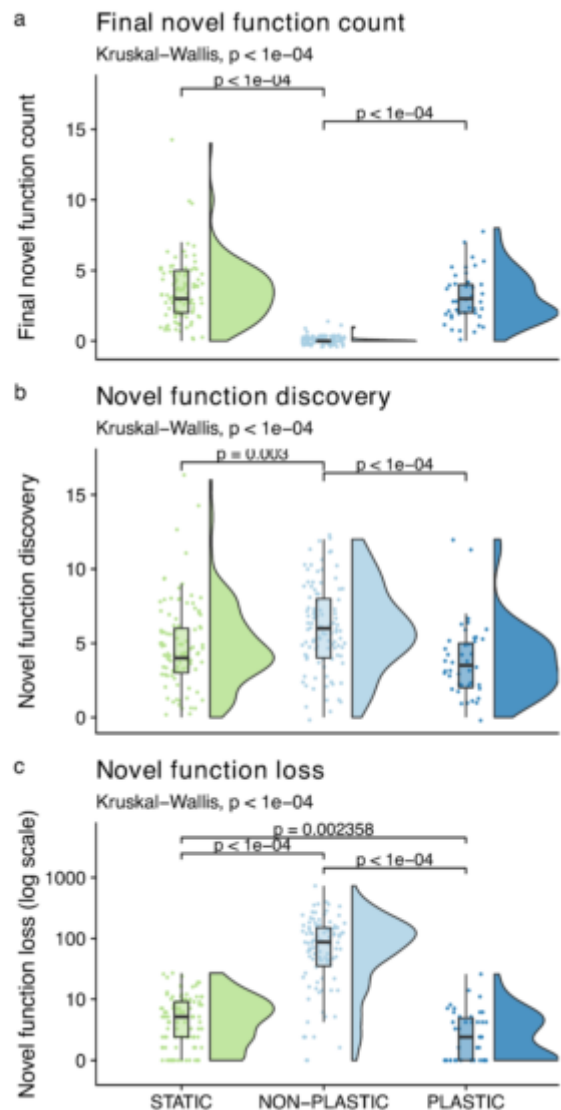 a
Final novel function count
Kruskal−Wallis, p < 1e−04
p < 1e−04
p < 1e−04
15
10
5
0
Final novel function count
b
Novel function discovery
Kruskal−Wallis, p < 1e−04
p = 0.003
p < 1e−04
15
10
5
0
Novel function discovery
c
Novel function loss
Kruskal−Wallis, p < 1e−04
p = 0.002358
p < 1e−04
p < 1e−04
1000
100
10
0
Novel function loss (log scale)
STATIC NON−PLASTIC PLASTIC